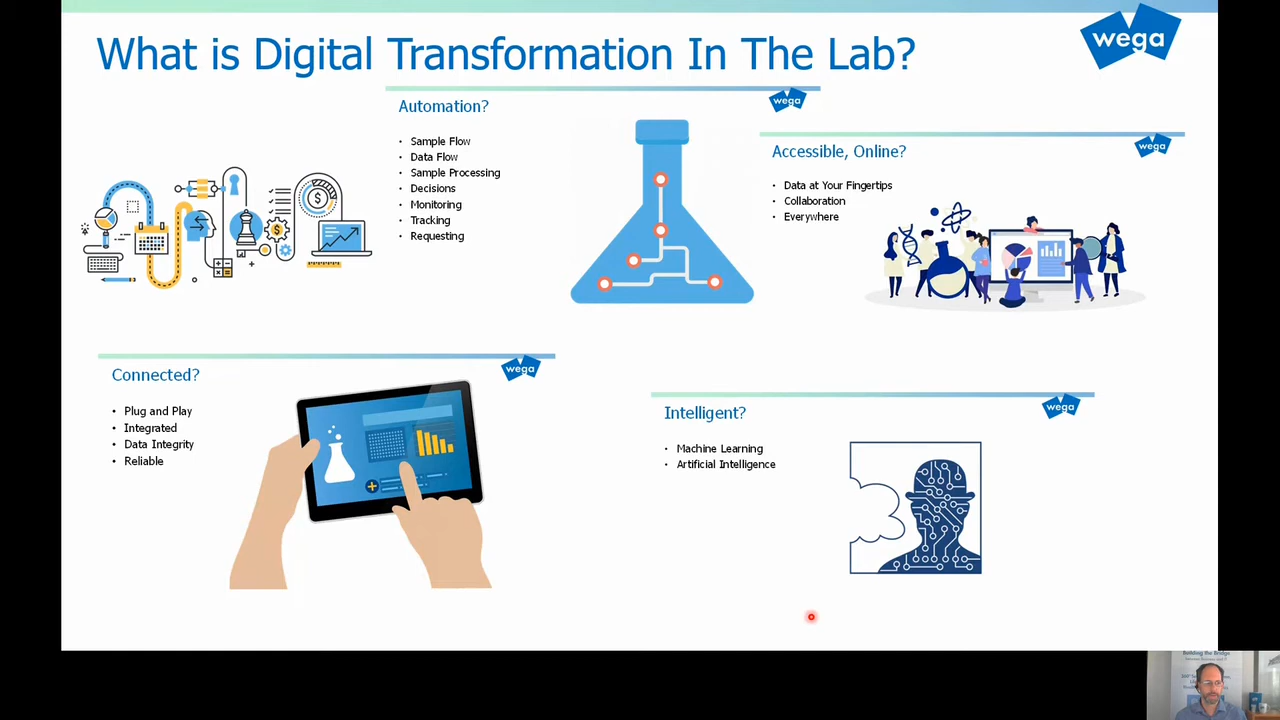 What is Digital Transformation In The Lab?
wega
Automation?
wega
• Sample Flow
• Data Flow
• Sample Processing
• Decisions
• Monitoring
• Tracking
• Requesting
Accessible, Online?
wega
• Data at Your Fingertips
• Collaboration
• Everywhere
Connected?
wega
• Plug and Play
• Integrated
• Data Integrity
• Reliable
Intelligent?
wega
• Machine Learning
• Artificial Intelligence
Building the Bridge